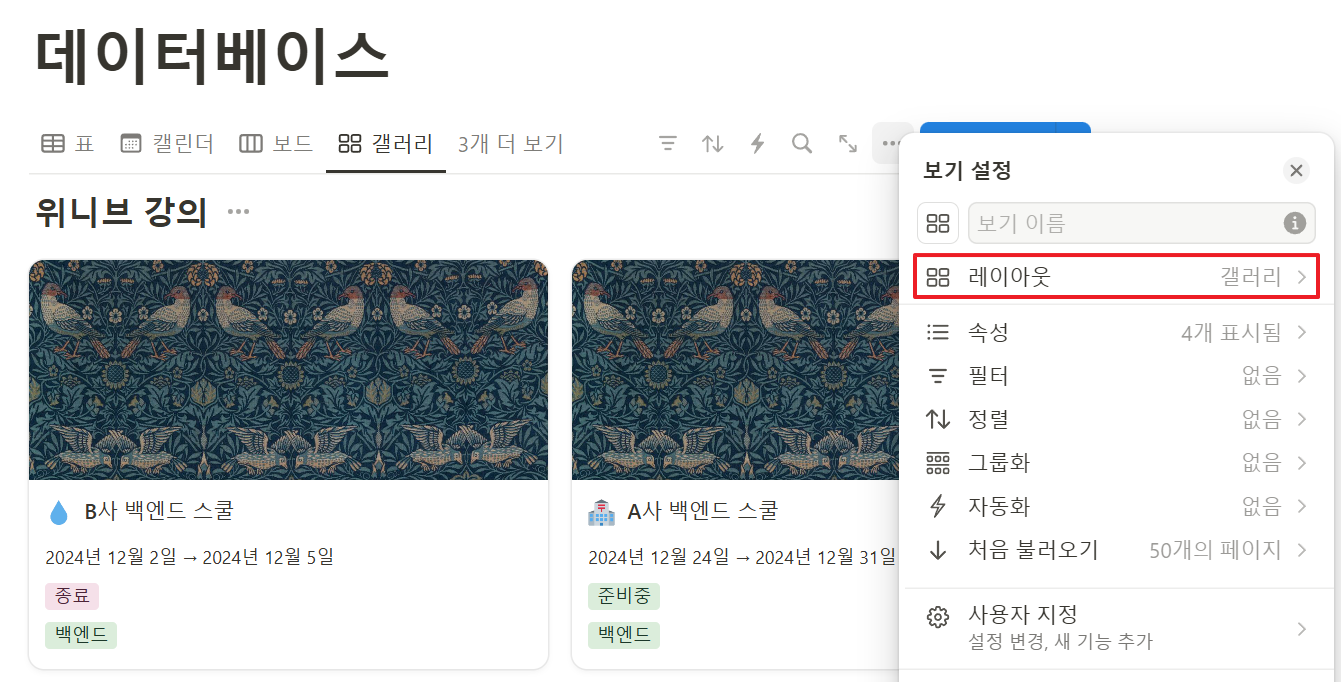 데이터베이스
표 캘린더 보드 갤러리 3개 더 보기
위니브 강의
B사 백엔드 스쿨
2024년 12월 2일 → 2024년 12월 5일
종료
백엔드
A사 백엔드 스쿨
2024년 12월 24일 → 2024년 12월 31일
준비중
백엔드
보기 설정
보기 이름
레이아웃 갤러리
속성 4개 표시됨
필터 없음
정렬 없음
그룹화 없음
자동화 없음
처음 불러오기 50개의 페이지
사용자 지정
설정 변경, 새 기능 추가